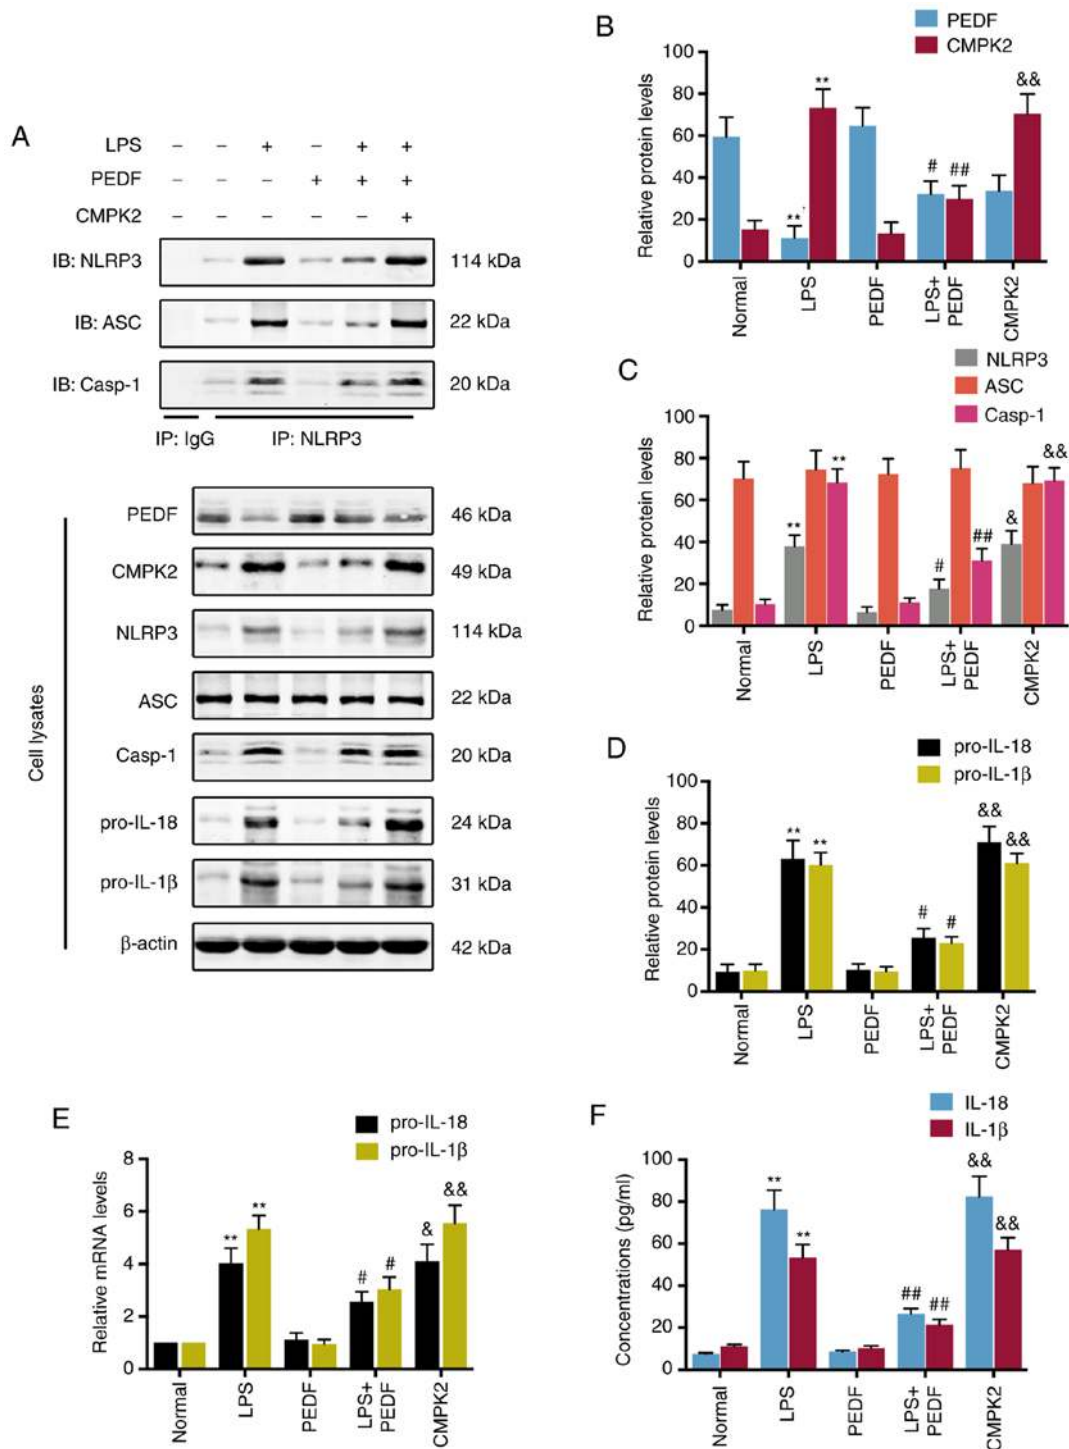 A
LPS − − + − + +
PEDF − − − + + +
CMPK2 − − − − − +
IB: NLRP3 114 kDa
IB: ASC 22 kDa
IB: Casp-1 20 kDa
IP: IgG IP: NLRP3
Cell lysates
PEDF 46 kDa
CMPK2 49 kDa
NLRP3 114 kDa
ASC 22 kDa
Casp-1 20 kDa
pro-IL-18 24 kDa
pro-IL-1β 31 kDa
β-actin 42 kDa
B
PEDF
CMPK2
Relative protein levels
100
80
60
40
20
0
** ** # ## &&
Normal
LPS
PEDF
LPS+
PEDF
CMPK2
C
NLRP3
ASC
Casp-1
Relative protein levels
100
80
60
40
20
0
** ** # ## & &&
Normal
LPS
PEDF
LPS+
PEDF
CMPK2
D
pro-IL-18
pro-IL-1β
Relative protein levels
100
80
60
40
20
0
** ** # # && &&
Normal
LPS
PEDF
LPS+
PEDF
CMPK2
E
pro-IL-18
pro-IL-1β
Relative mRNA levels
8
6
4
2
0
** ** # # & &&
Normal
LPS
PEDF
LPS+
PEDF
CMPK2
F
IL-18
IL-1β
Concentrations (pg/ml)
100
80
60
40
20
0
** ** ## ## && &&
Normal
LPS
PEDF
LPS+
PEDF
CMPK2